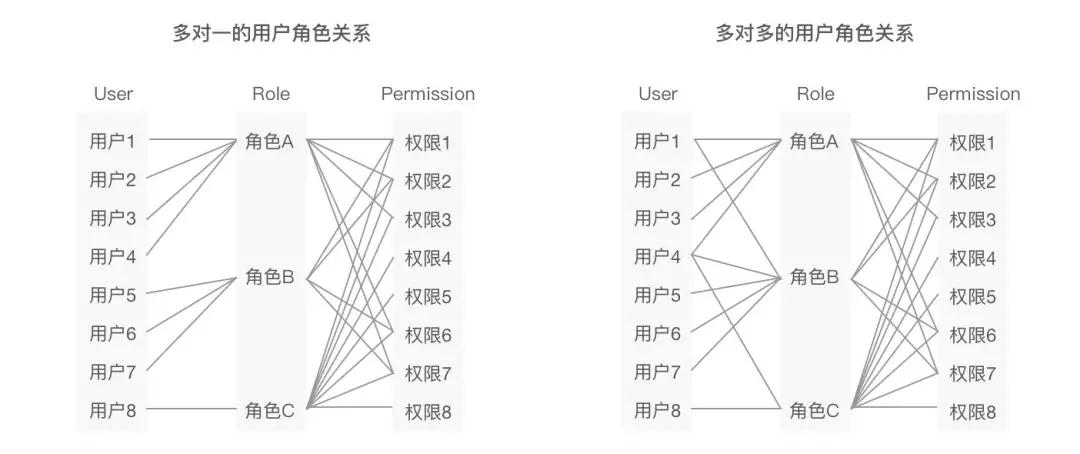 多对一的用户角色关系
User Role Permission
用户1 角色A 权限1
用户2 权限2
用户3 权限3
用户4 权限4
角色B
用户5 权限5
用户6 权限6
用户7 权限7
用户8 角色C 权限8
多对多的用户角色关系
User Role Permission
用户1 角色A 权限1
用户2 权限2
用户3 权限3
用户4 权限4
角色B
用户5 权限5
用户6 权限6
用户7 权限7
用户8 角色C 权限8